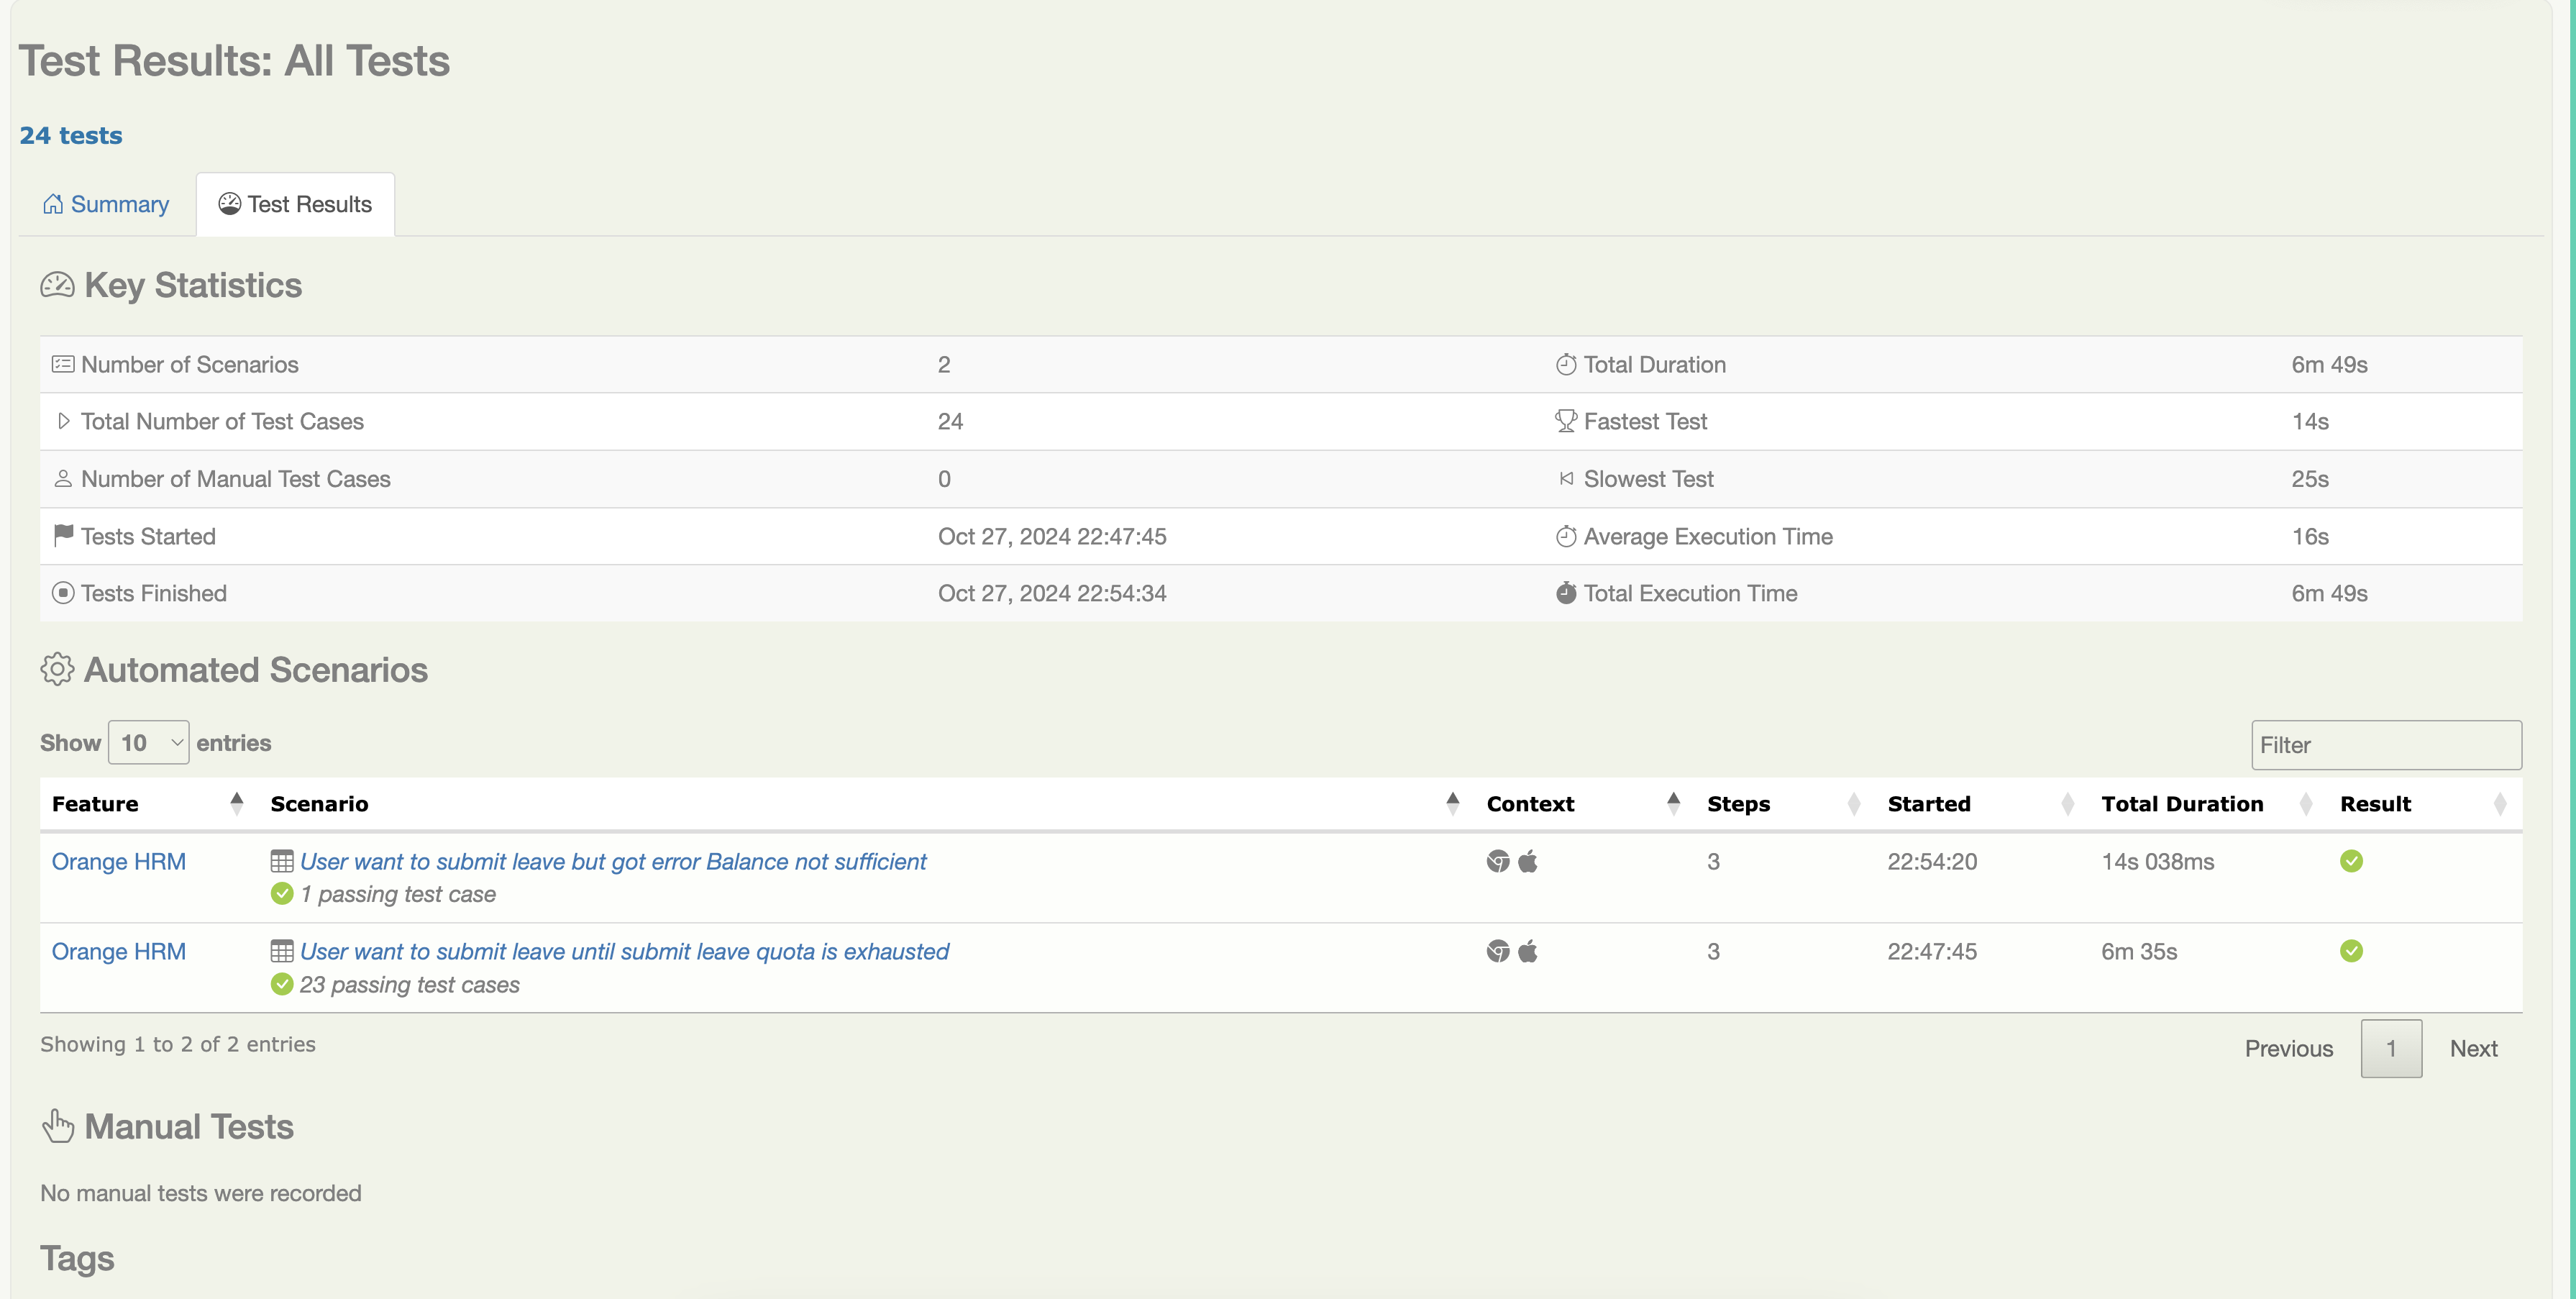 Test Results: All Tests
24 tests
Summary
Test Results
Key Statistics
Number of Scenarios 2 Total Duration 6m 49s
Total Number of Test Cases 24 Fastest Test 14s
Number of Manual Test Cases 0 Slowest Test 25s
Tests Started Oct 27, 2024 22:47:45 Average Execution Time 16s
Tests Finished Oct 27, 2024 22:54:34 Total Execution Time 6m 49s
Automated Scenarios
Show 10 entries Filter
Feature Scenario Context Steps Started Total Duration Result
Orange HRM User want to submit leave but got error Balance not sufficient 3 22:54:20 14s 038ms
1 passing test case
Orange HRM User want to submit leave until submit leave quota is exhausted 3 22:47:45 6m 35s
23 passing test cases
Showing 1 to 2 of 2 entries Previous 1 Next
Manual Tests
No manual tests were recorded
Tags